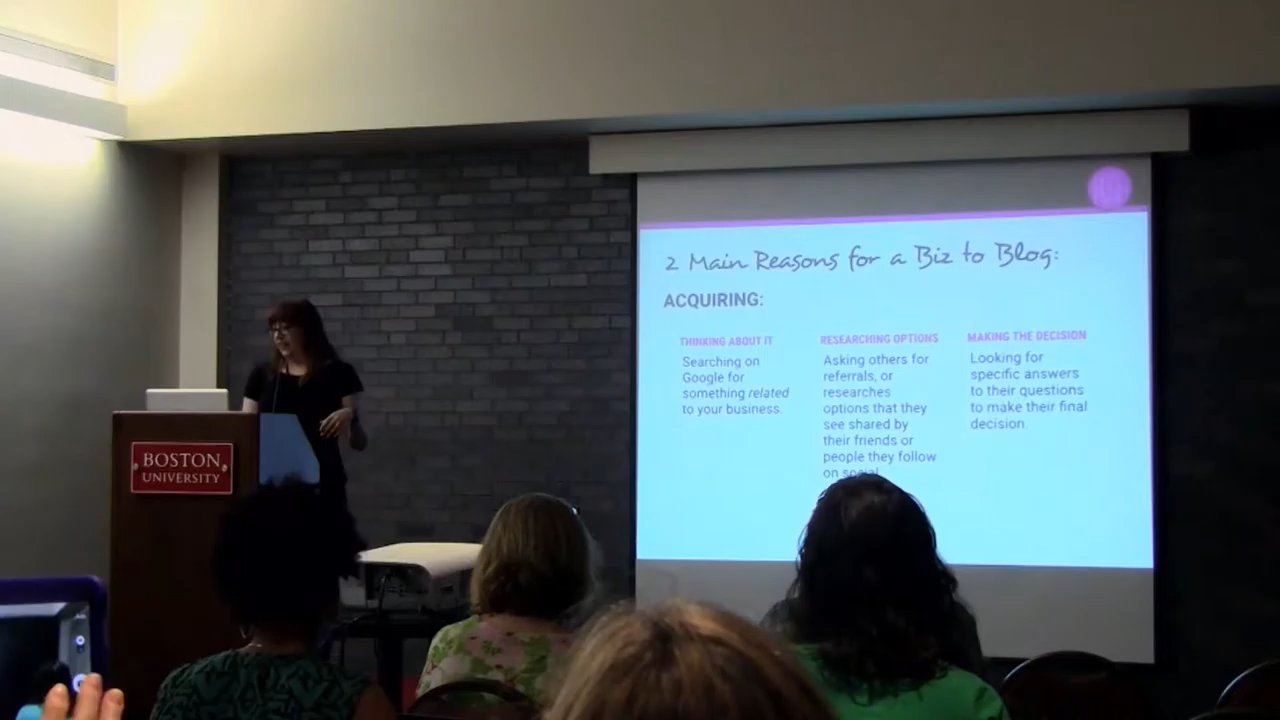 2 Main Reasons for a Biz to Blog:
ACQUIRING:
THINKING ABOUT IT
Searching on
Google for
something related
to your business.
RESEARCHING OPTIONS
Asking others for
referrals, or
researches
options that they
see shared by
their friends or
people they follow
on social
MAKING THE DECISION
Looking for
specific answers
to their questions
to make their final
decision.
BOSTON
UNIVERSITY